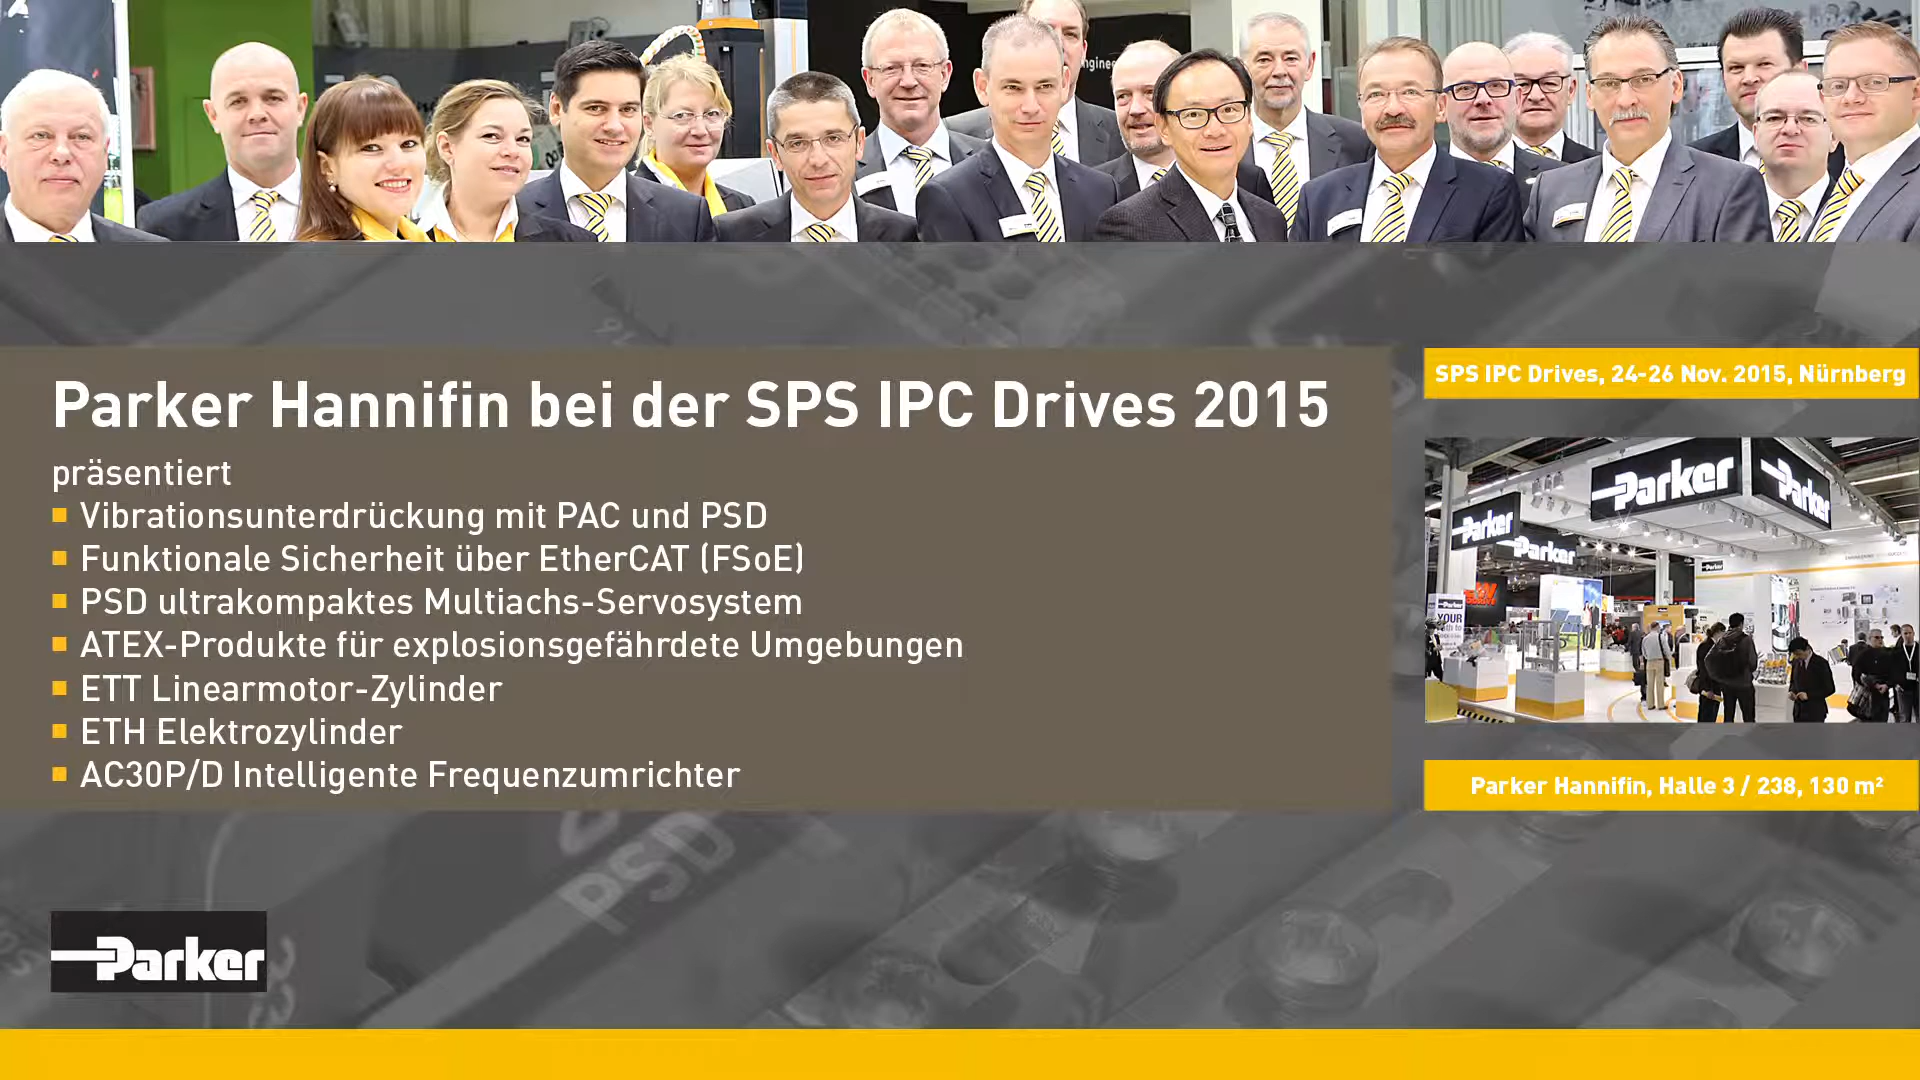 Parker Hannifin bei der SPS IPC Drives 2015
präsentiert
Vibrationsunterdrückung mit PAC und PSD
Funktionale Sicherheit über EtherCAT (FSoE)
PSD ultrakompaktes Multiachs-Servosystem
ATEX-Produkte für explosionsgefährdete Umgebungen
ETT Linearmotor-Zylinder
ETH Elektrozylinder
AC30P/D Intelligente Frequenzumrichter
SPS IPC Drives, 24-26 Nov. 2015, Nürnberg
Parker
Parker
Parker
Parker
Parker
Parker
YOUR
Parker Hannifin, Halle 3 / 238, 130 m²
PSD
Parker